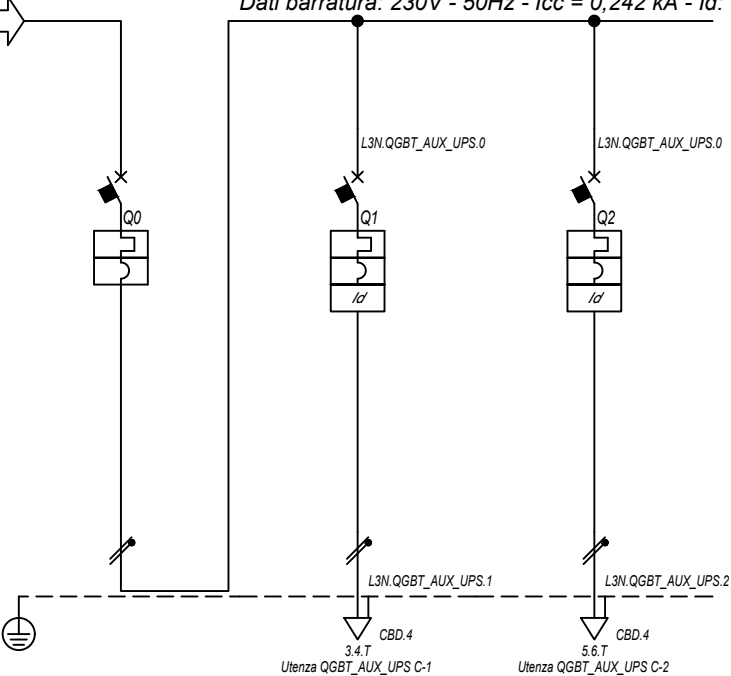 Dati barratura: 230V - 50Hz - Icc = 0,242 kA - Id:
L3N.QGBT_AUX_UPS.0
L3N.QGBT_AUX_UPS.0
Q0
Q1
Q2
Id
Id
L3N.QGBT_AUX_UPS.1
L3N.QGBT_AUX_UPS.2
CBD.4
CBD.4
3.4.T
5.6.T
Utenza QGBT_AUX_UPS C-1
Utenza QGBT_AUX_UPS C-2